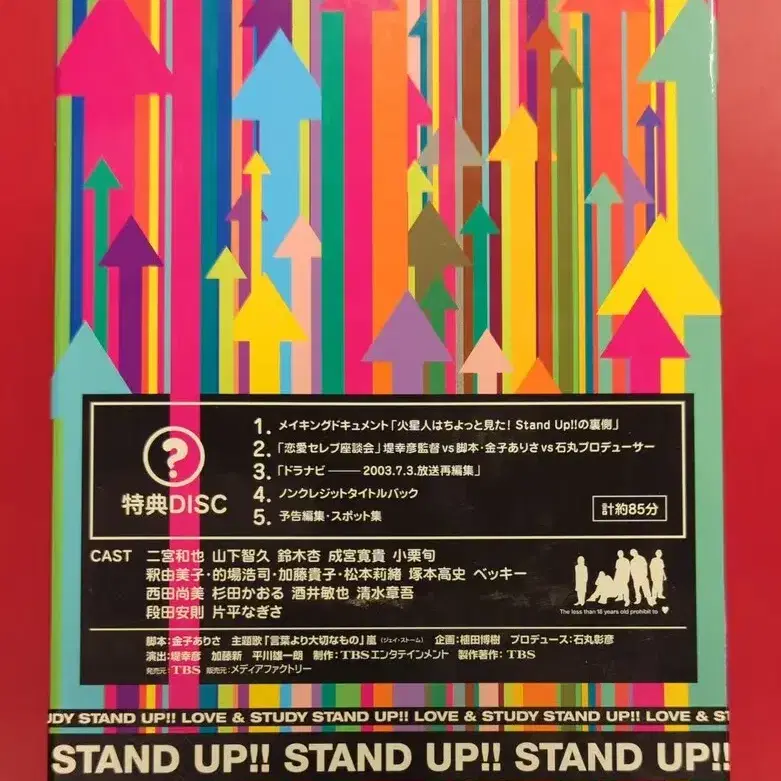 1. メイキングドキュメント「火星人はちょっと見た! Stand Up!!の裏側」
2. 「恋愛セレブ座談会」堤幸彦監督vs脚本・金子ありさvs石丸プロデューサー
3. 「ドラナビ――2003.7.3.放送再編集」
4. ノンクレジットタイトルバック
5. 予告編集・スポット集
?
特典DISC
計約85分
CAST 二宮和也 山下智久 鈴木杏 成宮寛貴 小栗旬
釈由美子・的場浩司・加藤貴子・松本莉緒 塚本高史 ベッキー
西田尚美 杉田かおる 酒井敏也 清水章吾
段田安則 片平なぎさ
The less than 18 years old prohibit to
脚本:金子ありさ 主題歌「言葉より大切なもの」嵐(ジェイ・ストーム) 企画:植田博樹 プロデュース:石丸彰彦
演出:堤幸彦 加藤新 平川雄一朗 制作:TBSエンタテインメント 製作著作:TBS
発売元:TBS 販売元:メディアファクトリー
UDY STAND UP!! LOVE & STUDY STAND UP!! LOVE & STUDY STAND UP!! LOVE & STUDY ST
STAND UP!! STAND UP!! STAND UP!!